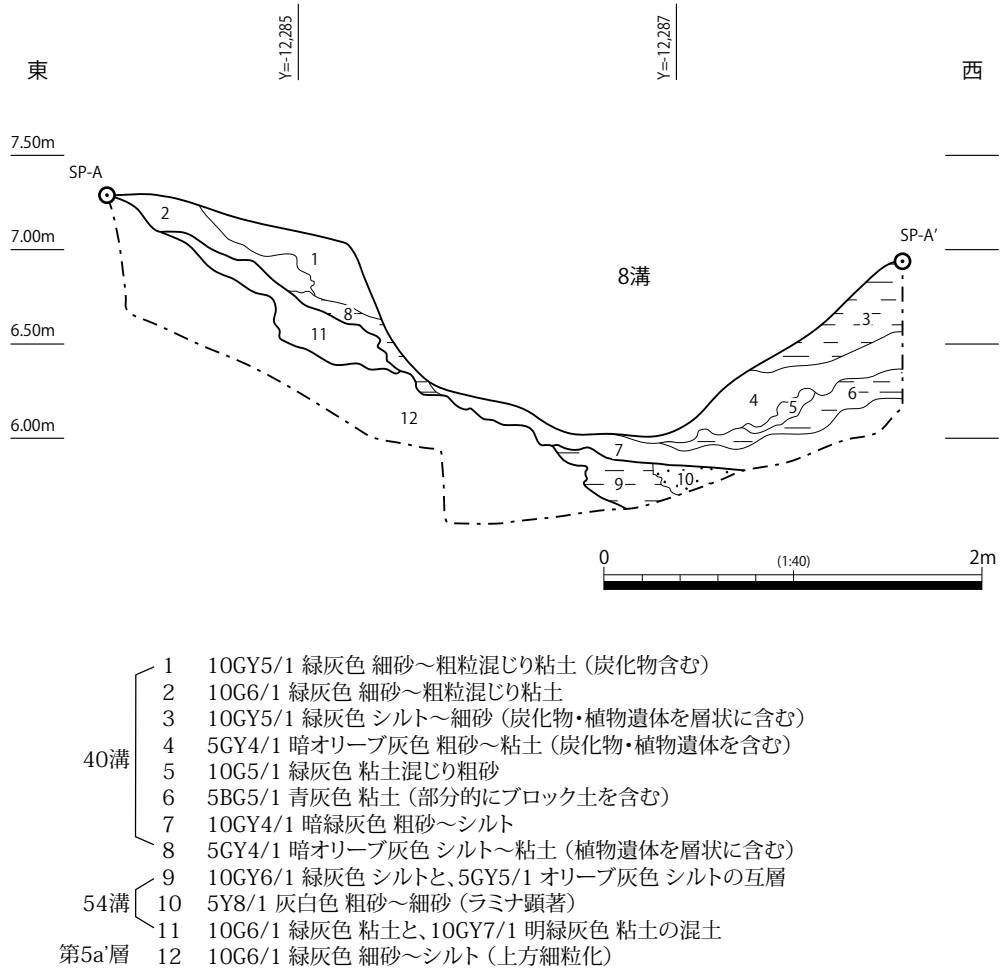 Y=-12,285
Y=-12,287
東
西
7.50m
SP-A
2
7.00m
SP-A'
1
8溝
8
3
6.50m
11
4
5
6
12
6.00m
7
9
10
0
(1:40)
2m
1 10GY5/1 緑灰色 細砂～粗粒混じり粘土（炭化物含む）
2 10G6/1 緑灰色 細砂～粗粒混じり粘土
3 10GY5/1 緑灰色 シルト～細砂（炭化物・植物遺体を層状に含む）
4 5GY4/1 暗オリーブ灰色 粗砂～粘土（炭化物・植物遺体を含む）
40溝
5 10G5/1 緑灰色 粘土混じり粗砂
6 5BG5/1 青灰色 粘土（部分的にブロック土を含む）
7 10GY4/1 暗緑灰色 粗砂～シルト
8 5GY4/1 暗オリーブ灰色 シルト～粘土（植物遺体を層状に含む）
9 10GY6/1 緑灰色 シルトと、5GY5/1 オリーブ灰色 シルトの互層
54溝 10 5Y8/1 灰白色 粗砂～細砂（ラミナ顕著）
11 10G6/1 緑灰色 粘土と、10GY7/1 明緑灰色 粘土の混土
第5a'層 12 10G6/1 緑灰色 細砂～シルト（上方細粒化）